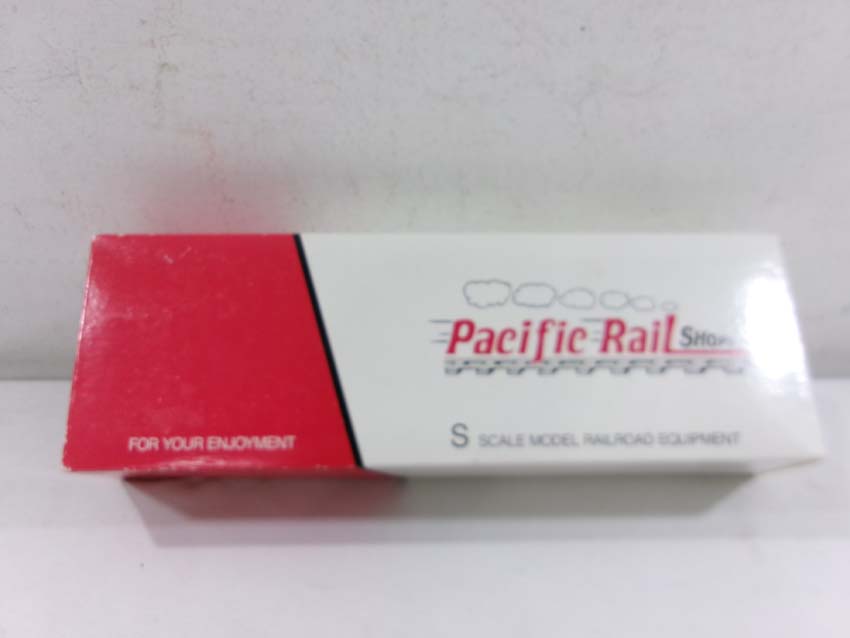 Pacific Rail Shops
FOR YOUR ENJOYMENT
S SCALE MODEL RAILROAD EQUIPMENT